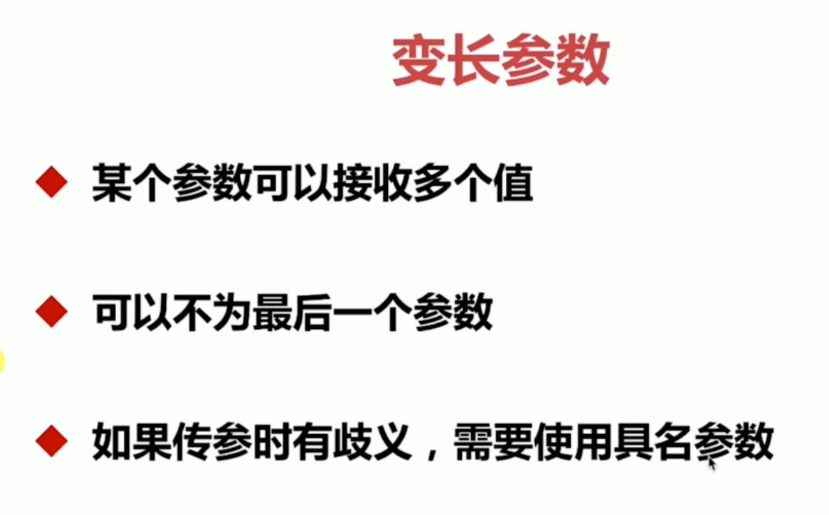 变长参数
某个参数可以接收多个值
可以不为最后一个参数
如果传参时有歧义，需要使用具名参数